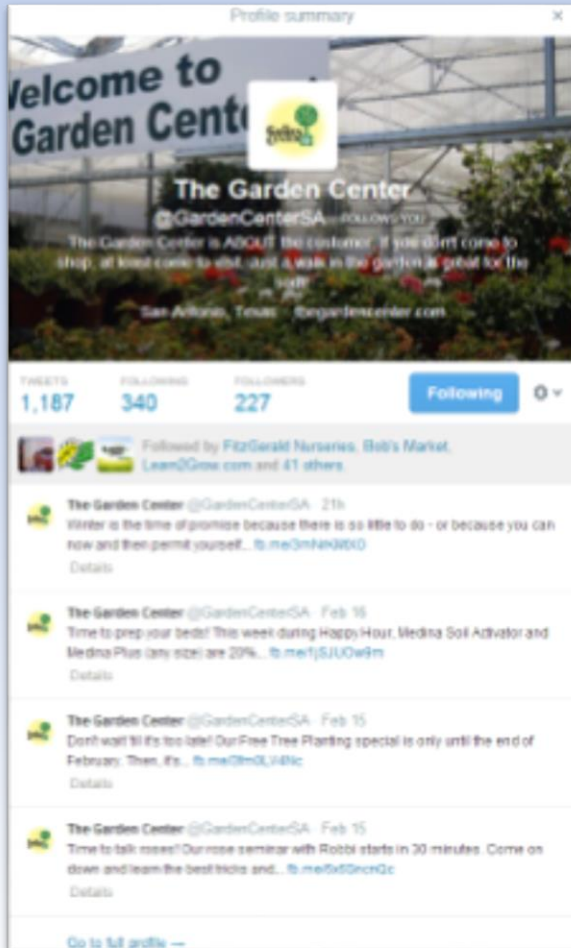 Profile summary ×
Welcome to
Garden Cente
The Garden Center
@GardenCenterSA FOLLOWS YOU
The Garden Center is ABOUT the customer. If you don't come to
shop, at least come to visit. Just a walk in the garden is great for the
San Antonio, Texas thegardencenter.com
TWEETS FOLLOWING FOLLOWERS
1,187 340 227
Following
Followed by FitzGerald Nurseries, Bob's Market,
Learn2Grow.com and 41 others.
The Garden Center @GardenCenterSA · 21h
Winter is the time of promise because there is so little to do - or because you can
now and then permit yourself...
Details
The Garden Center @GardenCenterSA · Feb 16
Time to prep your beds! This week during Happy Hour, Medina Soil Activator and
Medina Plus (any size) are 20%...
Details
The Garden Center @GardenCenterSA · Feb 15
Don't wait til it's too late! Our Free Tree Planting special is only until the end of
February. Then, it's...
Details
The Garden Center @GardenCenterSA · Feb 15
Time to talk roses! Our rose seminar with Robbi starts in 30 minutes. Come on
down and learn the best tricks and...
Details
Go to full profile →